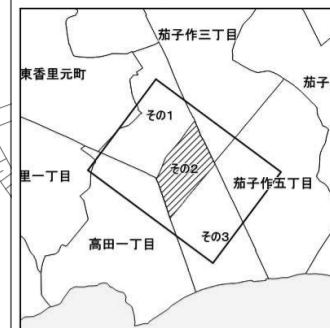 茄子作三丁目
東香里元町
茄子
その1
その2
里一丁目
茄子作五丁目
高田一丁目
その3